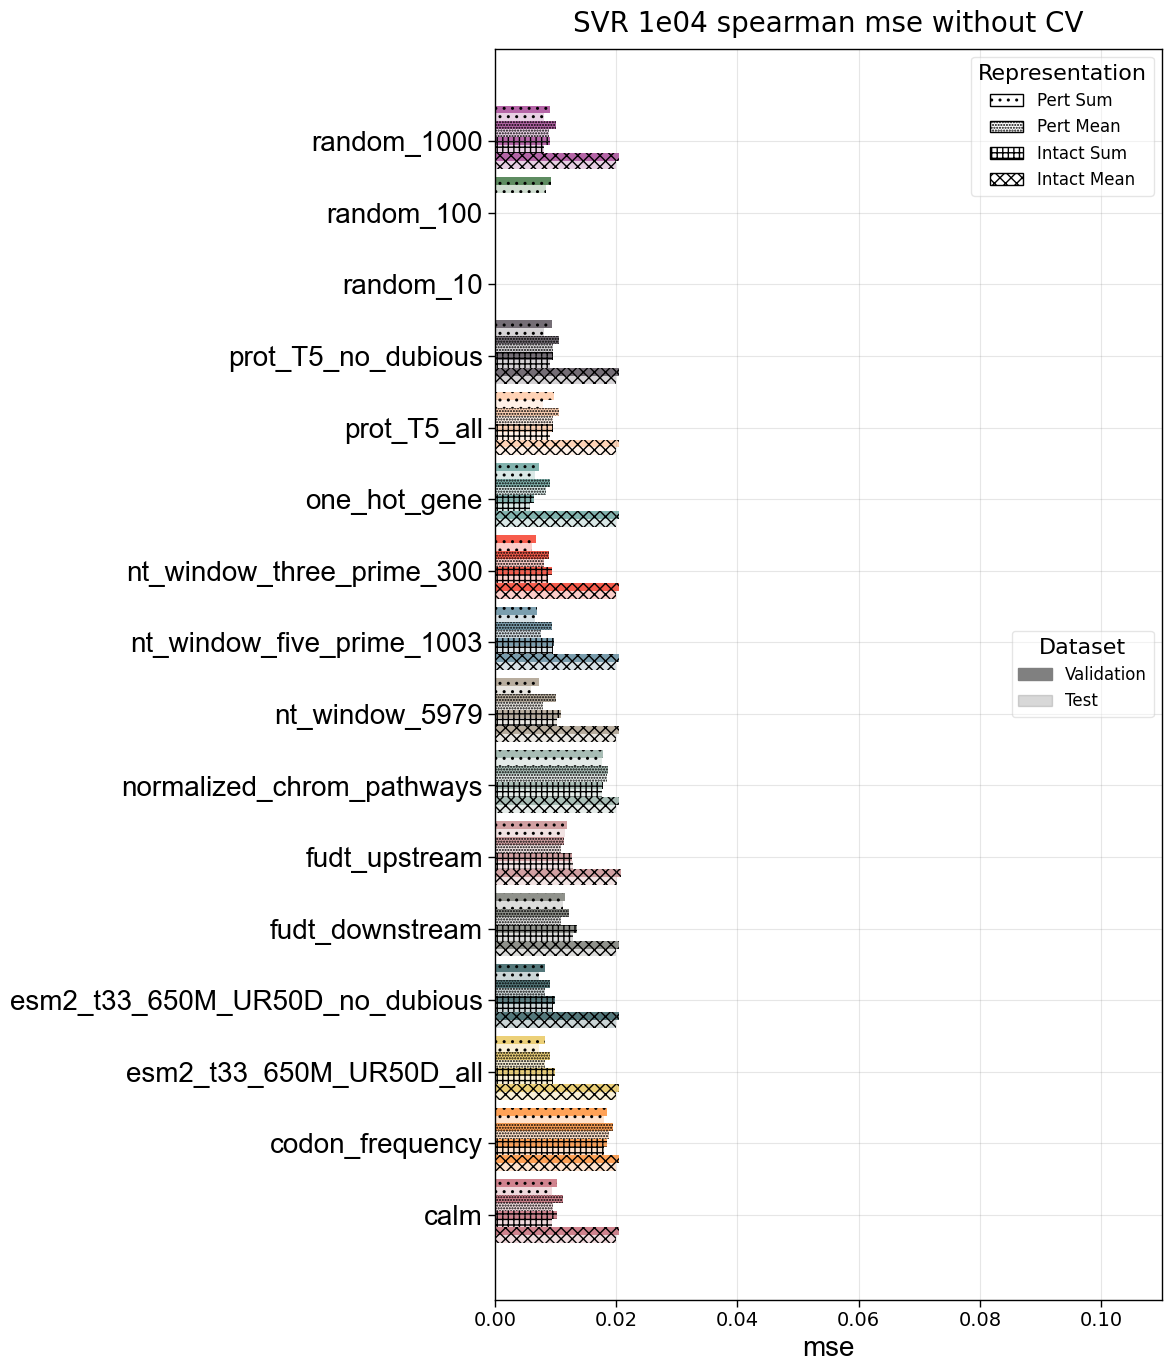 SVR 1e04 spearman mse without CV
Representation
Pert Sum
Pert Mean
Intact Sum
Intact Mean
random_1000
random_100
random_10
prot_T5_no_dubious
prot_T5_all
one_hot_gene
nt_window_three_prime_300
nt_window_five_prime_1003
Dataset
Validation
Test
nt_window_5979
normalized_chrom_pathways
fudt_upstream
fudt_downstream
esm2_t33_650M_UR50D_no_dubious
esm2_t33_650M_UR50D_all
codon_frequency
calm
0.00 0.02 0.04 0.06 0.08 0.10
mse